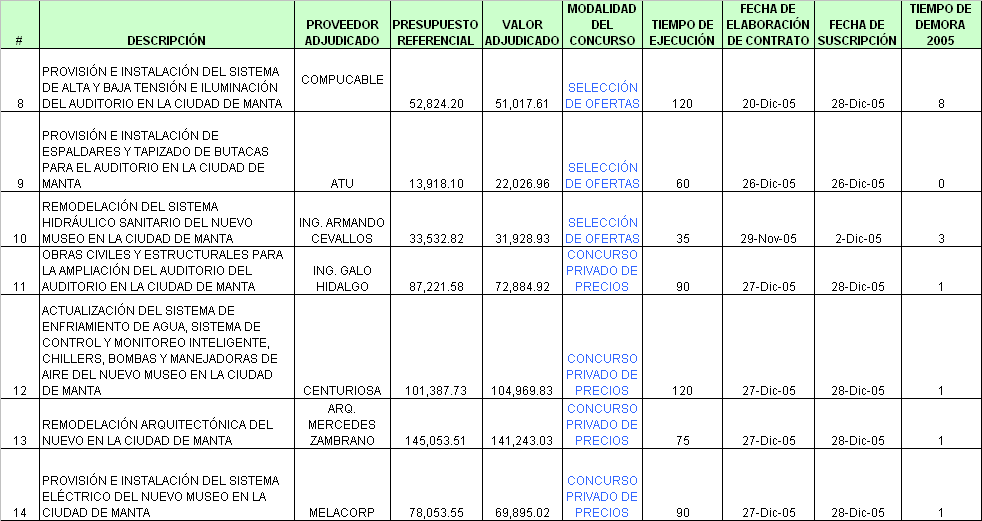 # DESCRIPCIÓN PROVEEDOR ADJUDICADO PRESUPUESTO REFERENCIAL VALOR ADJUDICADO MODALIDAD DEL CONCURSO TIEMPO DE EJECUCIÓN FECHA DE ELABORACIÓN DE CONTRATO FECHA DE SUSCRIPCIÓN TIEMPO DE DEMORA 2005
PROVISIÓN E INSTALACIÓN DEL SISTEMA
DE ALTA Y BAJA TENSIÓN E ILUMINACIÓN COMPUCABLE SELECCIÓN
8 DEL AUDITORIO EN LA CIUDAD DE MANTA 52,824.20 51,017.61 DE OFERTAS 120 20-Dic-05 28-Dic-05 8
PROVISIÓN E INSTALACIÓN DE
ESPALDARES Y TAPIZADO DE BUTACAS
PARA EL AUDITORIO EN LA CIUDAD DE SELECCIÓN
9 MANTA ATU 13,918.10 22,026.96 DE OFERTAS 60 26-Dic-05 26-Dic-05 0
REMODELACIÓN DEL SISTEMA
HIDRÁULICO SANITARIO DEL NUEVO ING. ARMANDO SELECCIÓN
10 MUSEO EN LA CIUDAD DE MANTA CEVALLOS 33,532.82 31,928.93 DE OFERTAS 35 29-Nov-05 2-Dic-05 3
OBRAS CIVILES Y ESTRUCTURALES PARA CONCURSO
LA AMPLIACIÓN DEL AUDITORIO DEL ING. GALO PRIVADO DE
11 AUDITORIO EN LA CIUDAD DE MANTA HIDALGO 87,221.58 72,884.92 PRECIOS 90 27-Dic-05 28-Dic-05 1
ACTUALIZACIÓN DEL SISTEMA DE
ENFRIAMIENTO DE AGUA, SISTEMA DE
CONTROL Y MONITOREO INTELIGENTE,
CHILLERS, BOMBAS Y MANEJADORAS DE CONCURSO
AIRE DEL NUEVO MUSEO EN LA CIUDAD PRIVADO DE
12 DE MANTA CENTURIOSA 101,387.73 104,969.83 PRECIOS 120 27-Dic-05 28-Dic-05 1
ARQ. CONCURSO
REMODELACIÓN ARQUITECTÓNICA DEL MERCEDES PRIVADO DE
13 NUEVO EN LA CIUDAD DE MANTA ZAMBRANO 145,053.51 141,243.03 PRECIOS 75 27-Dic-05 28-Dic-05 1
PROVISIÓN E INSTALACIÓN DEL SISTEMA CONCURSO
ELÉCTRICO DEL NUEVO MUSEO EN LA PRIVADO DE
14 CIUDAD DE MANTA MELACORP 78,053.55 69,895.02 PRECIOS 90 27-Dic-05 28-Dic-05 1